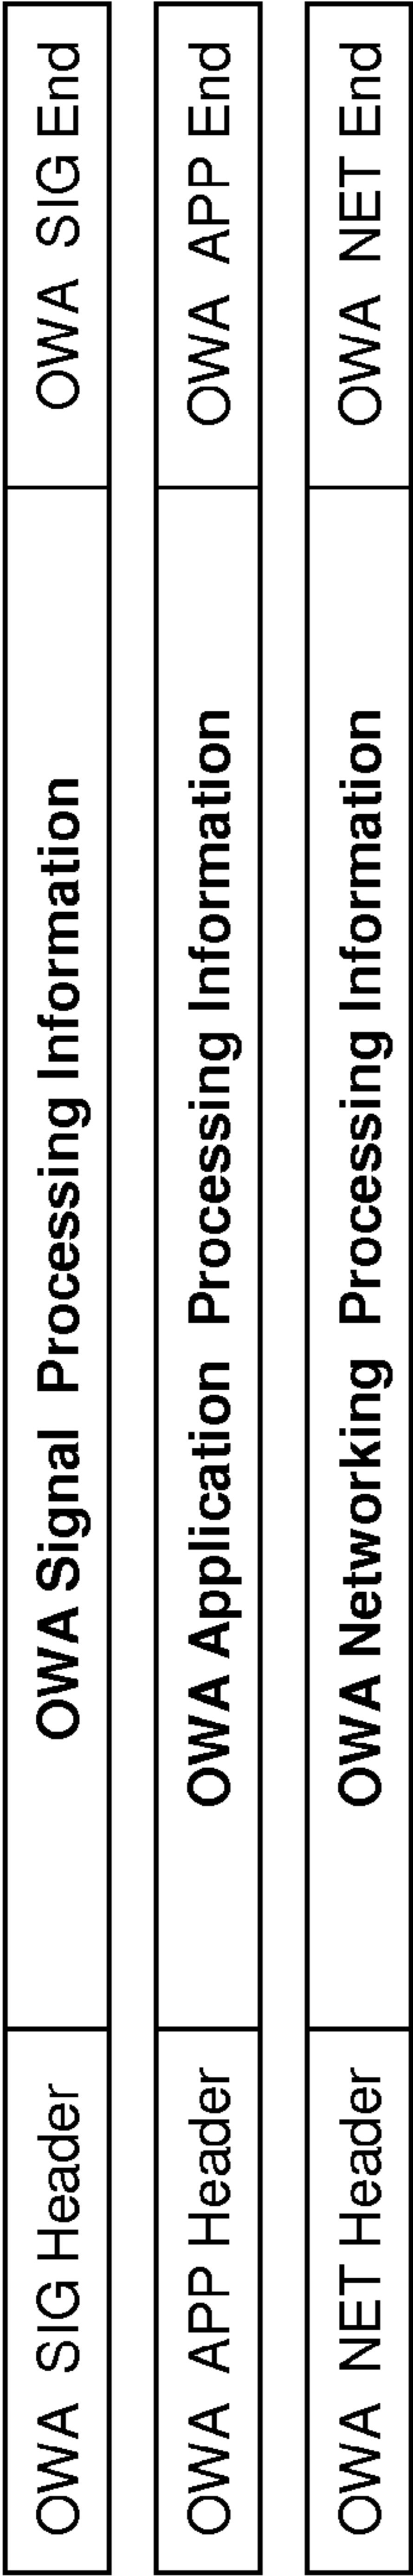 OWA SIG Header OWA Signal Processing Information OWA SIG End
OWA APP Header OWA Application Processing Information OWA APP End
OWA NET Header OWA Networking Processing Information OWA NET End